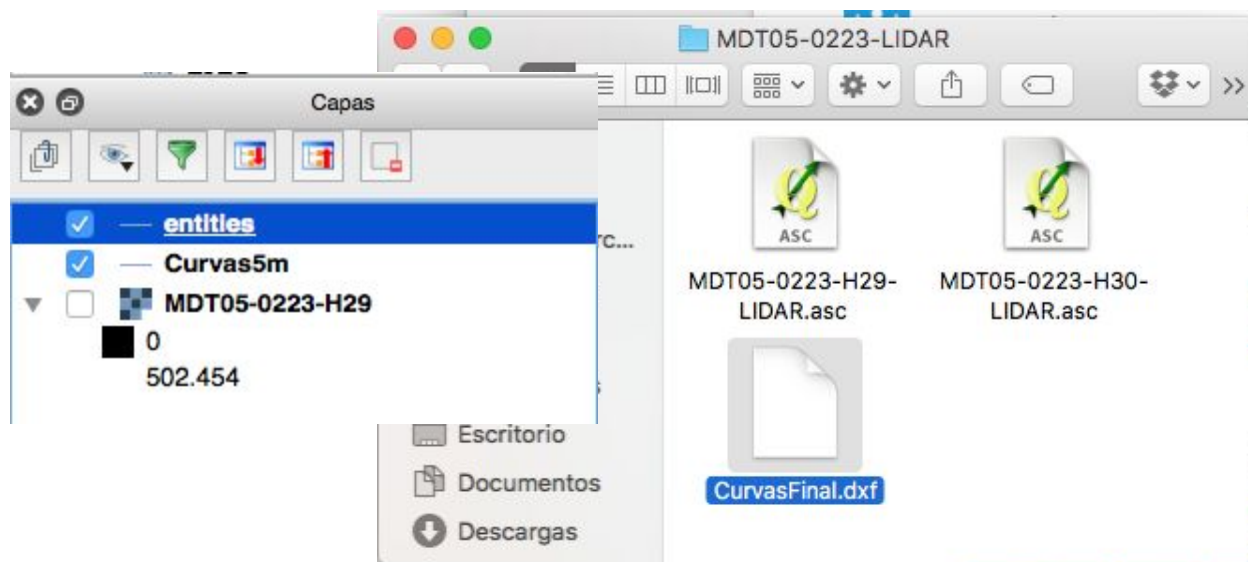 MDT05-0223-LIDAR
Capas
entities
Curvas5m
MDT05-0223-H29
0
502.454
rc...
ASC
MDT05-0223-H29-
LIDAR.asc
ASC
MDT05-0223-H30-
LIDAR.asc
CurvasFinal.dxf
Escritorio
Documentos
Descargas